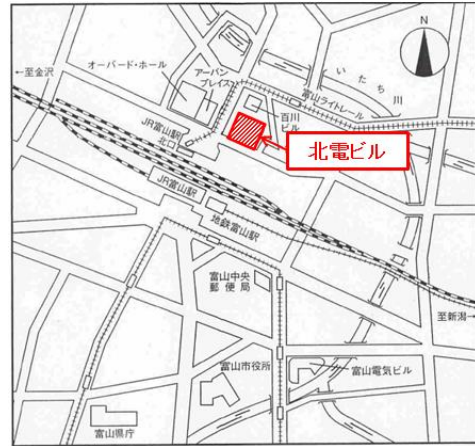 N
オーバード・ホール
アーバン
プレイス
←至金沢
いたち川
富山ライトレール
百川
ビル
JR富山駅
北口
北電ビル
JR富山駅
地鉄富山駅
富山中央
郵便局
至新潟→
富山市役所
富山電気ビル
富山県庁